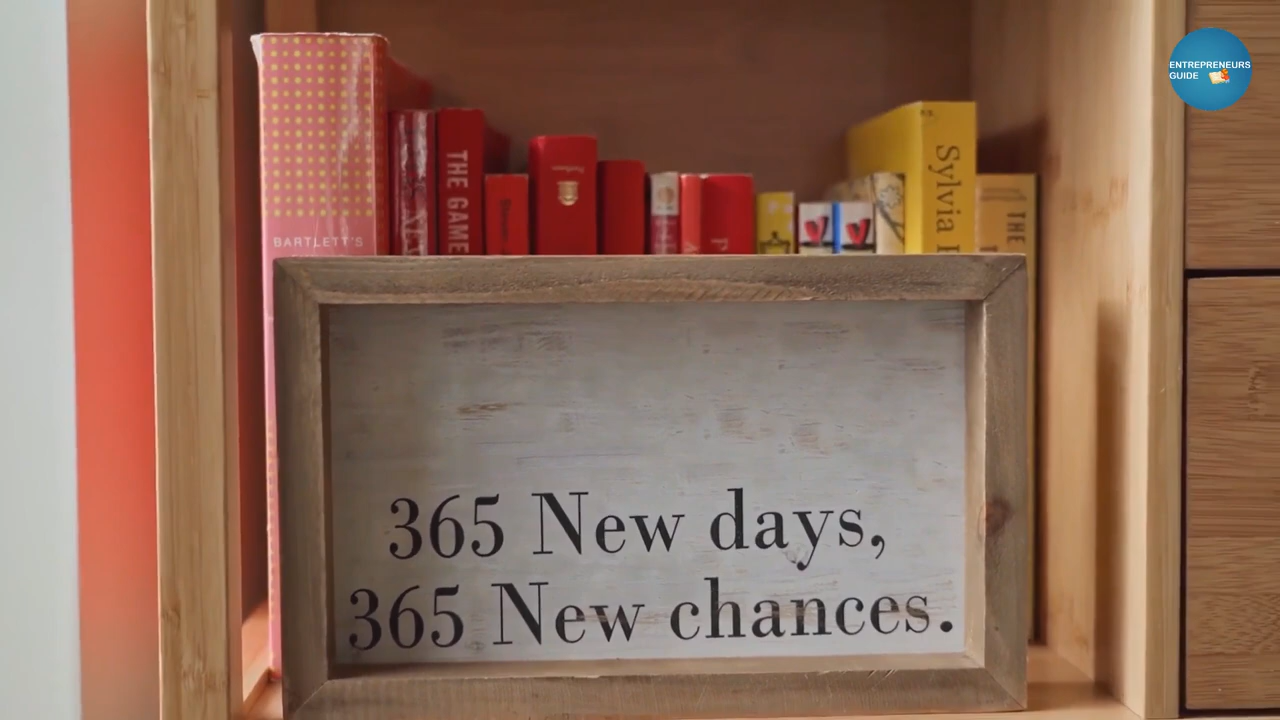 ENTREPRENEURS
GUIDE
THE GAME
BARTLETT'S
Sylvia
THE
365 New days,
365 New chances.